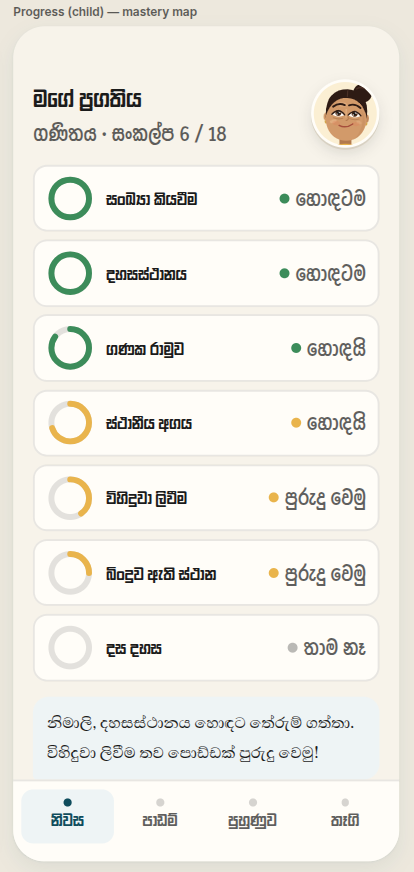 Progress (child) — mastery map
මගේ ප්‍රගතිය
ගණිතය · සංකල්ප 6 / 18
සංඛ්‍යා කියවීම
හොඳටම
දහසස්ථානය
හොඳටම
ගණක රාමුව
හොඳයි
ස්ථානීය අගය
හොඳයි
විහිදුවා ලිවීම
පුරුදු වෙමු
බිංදුව ඇති ස්ථාන
පුරුදු වෙමු
දස දහස
තාම නෑ
නිමාලි, දහසස්ථානය හොඳට තේරුම් ගත්තා.
විහිදුවා ලිවීම තව පොඩ්ඩක් පුරුදු වෙමු!
නිවස
පාඩම්
පුහුණුව
තෑගි